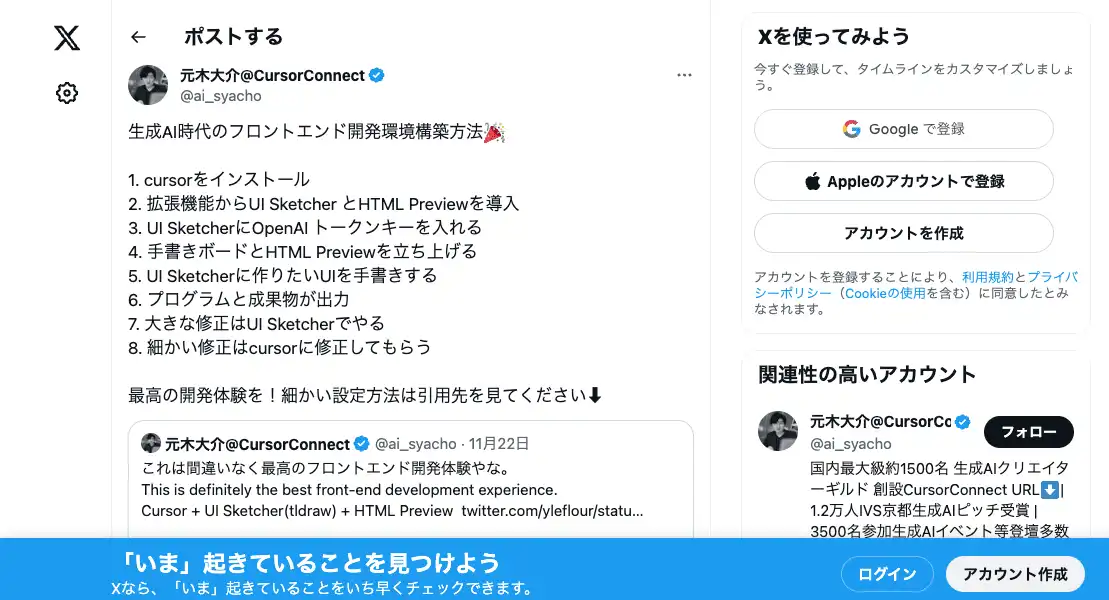 ポストする
元木大介@CursorConnect
@ai_syacho
生成AI時代のフロントエンド開発環境構築方法🎉
1. cursorをインストール
2. 拡張機能からUI Sketcher とHTML Previewを導入
3. UI SketcherにOpenAI トークンキーを入れる
4. 手書きボードとHTML Previewを立ち上げる
5. UI Sketcherに作りたいUIを手書きする
6. プログラムと成果物が出力
7. 大きな修正はUI Sketcherでやる
8. 細かい修正はcursorに修正してもらう
最高の開発体験を！細かい設定方法は引用先を見てください⬇
元木大介@CursorConnect @ai_syacho · 11月22日
これは間違いなく最高のフロントエンド開発体験やな。
This is definitely the best front-end development experience.
Cursor + UI Sketcher(tldraw) + HTML Preview twitter.com/yleflour/statu…
Xを使ってみよう
今すぐ登録して、タイムラインをカスタマイズしましょ
う。
Google で登録
Appleのアカウントで登録
アカウントを作成
アカウントを登録することにより、利用規約とプライバ
シーポリシー（Cookieの使用を含む）に同意したとみ
なされます。
関連性の高いアカウント
元木大介@CursorCc
@ai_syacho
フォロー
国内最大級約1500名 生成AIクリエイタ
ーギルド 創設CursorConnect URL⬇|
1.2万人IVS京都生成AIピッチ受賞 |
3500名参加生成AIイベント等登壇多数
「いま」起きていることを見つけよう
Xなら、「いま」起きていることをいち早くチェックできます。
ログイン
アカウント作成